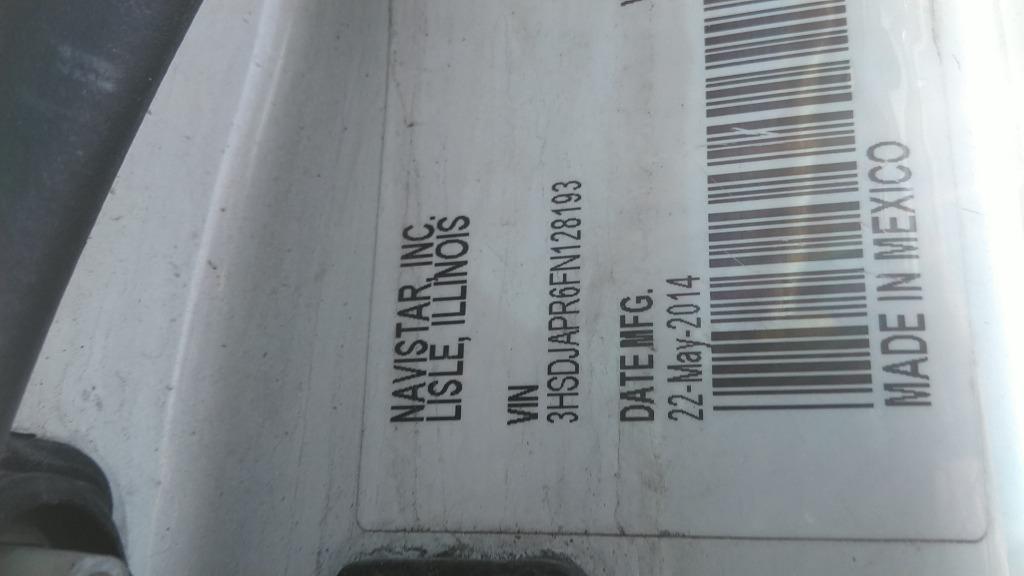 NAVISTAR, INC.
LISLE, ILLINOIS
VIN
3HSDJAPR6FN128193
DATE MFG.
22-May-2014
MADE IN MEXICO